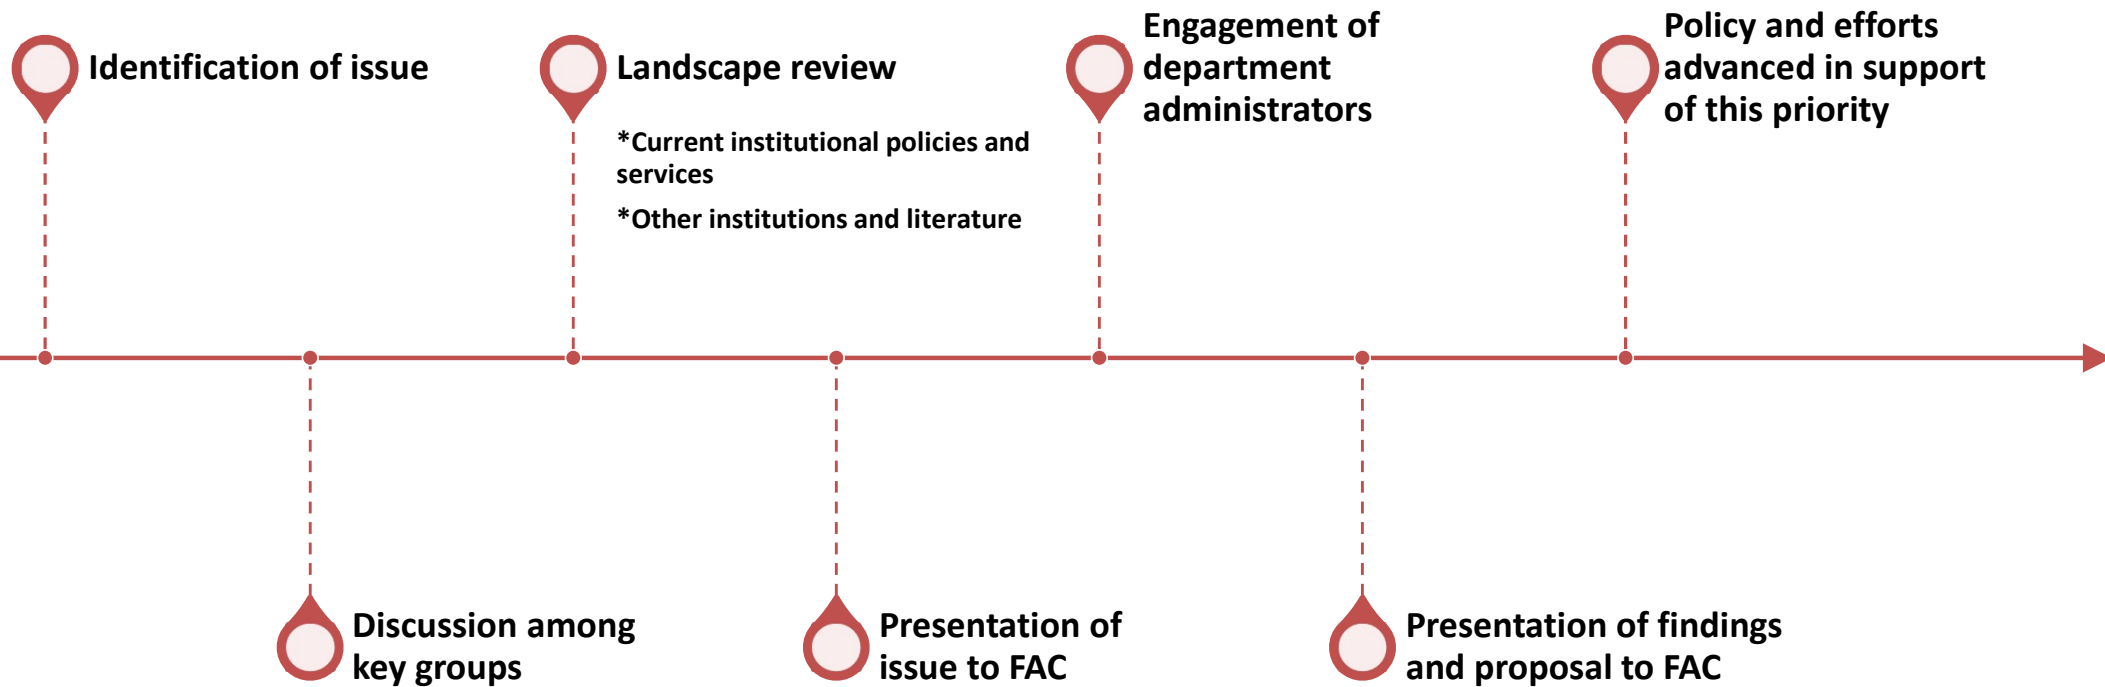 Identification of issue
Landscape review
*Current institutional policies and
services
*Other institutions and literature
Engagement of
department
administrators
Policy and efforts
advanced in support
of this priority
Discussion among
key groups
Presentation of
issue to FAC
Presentation of findings
and proposal to FAC